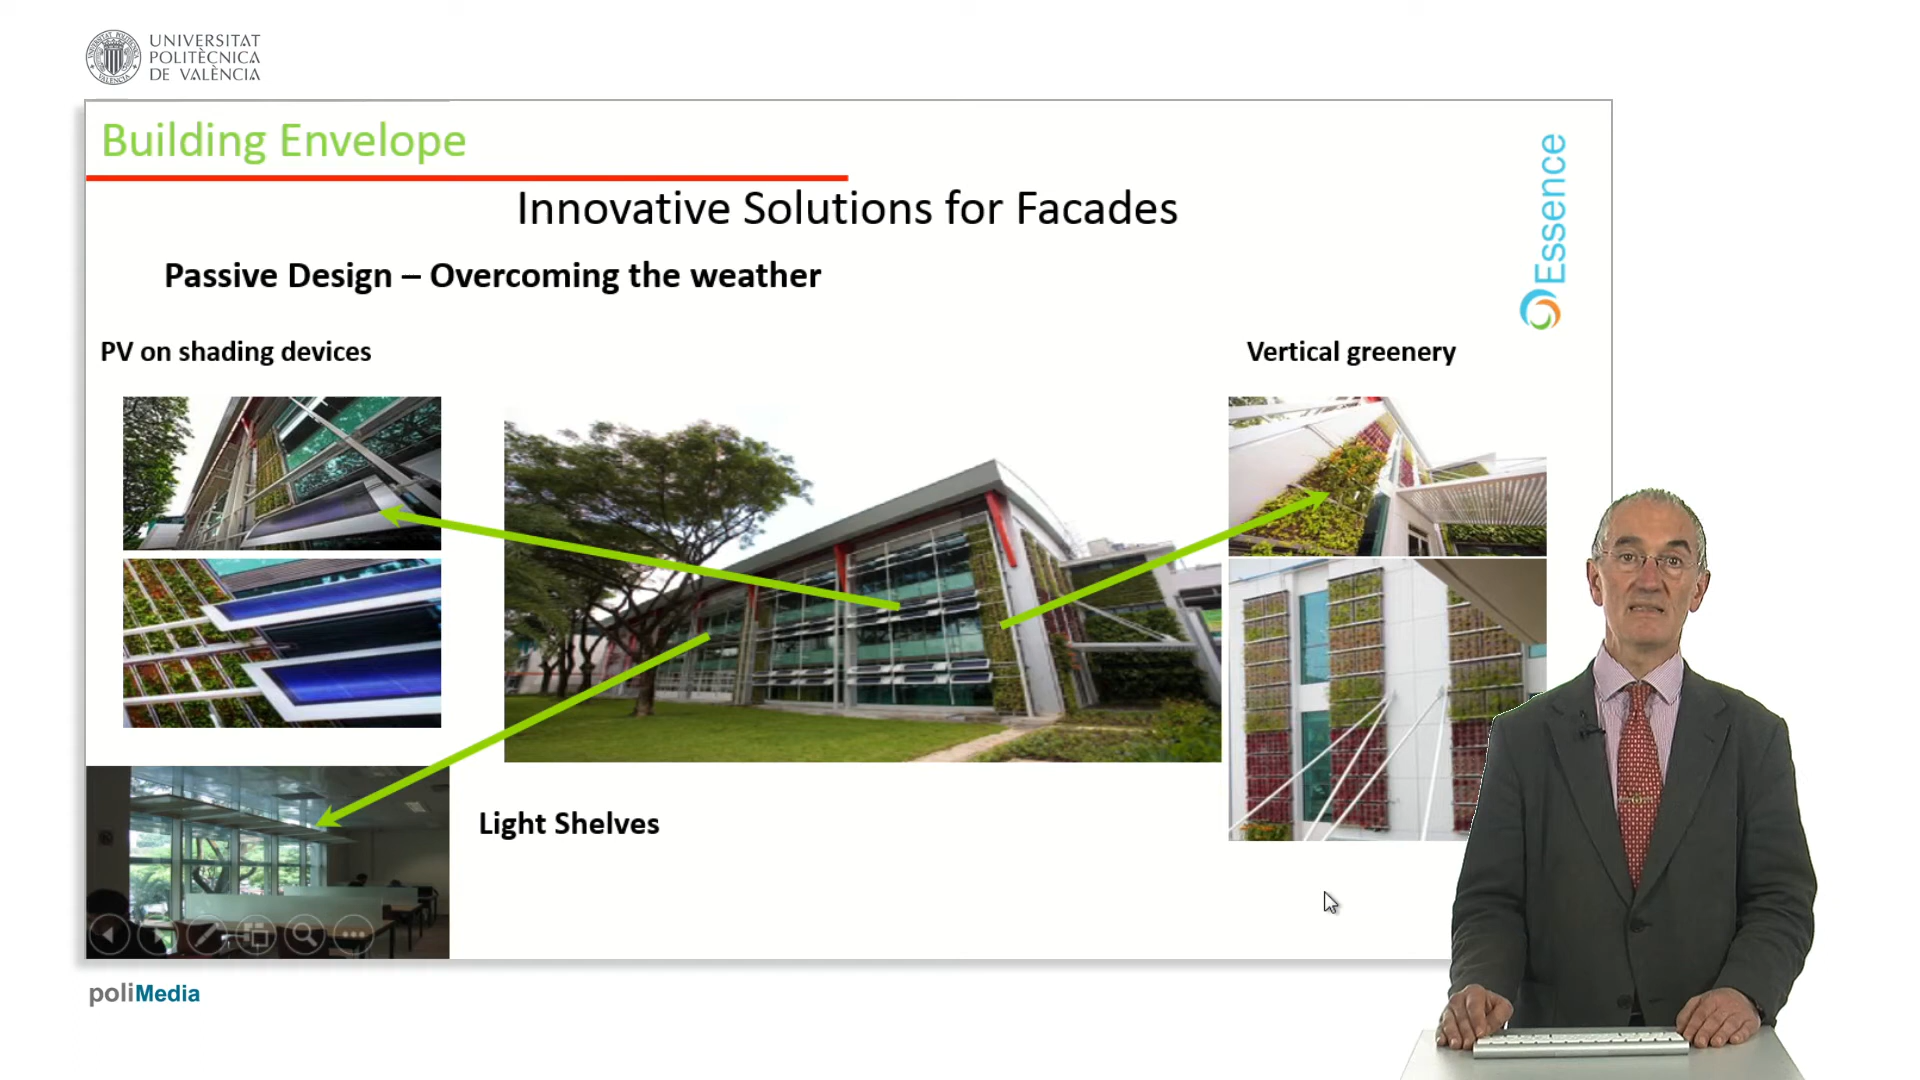 UNIVERSITAT
POLITÈCNICA
DE VALÈNCIA
Building Envelope
Innovative Solutions for Facades
Essence
Passive Design – Overcoming the weather
PV on shading devices
Vertical greenery
Light Shelves
poliMedia